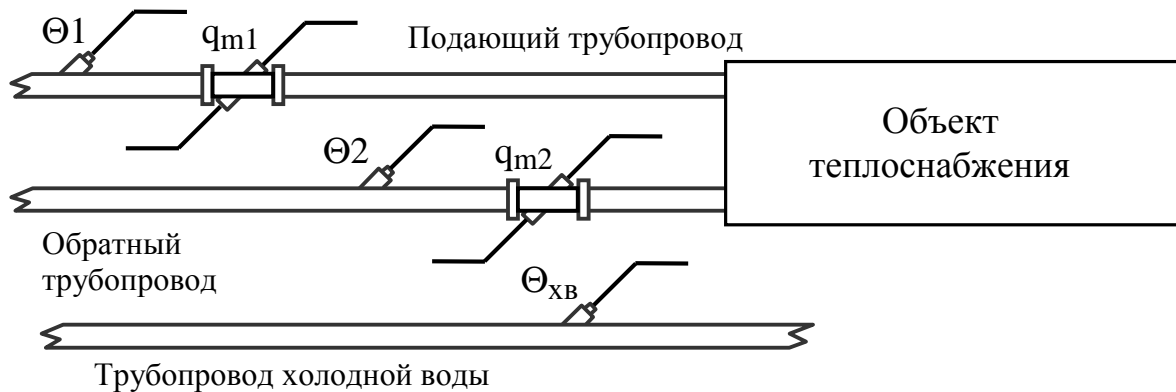 Θ1
qm1
Подающий трубопровод
Объект
теплоснабжения
Θ2
qm2
Обратный
трубопровод
Θхв
Трубопровод холодной воды